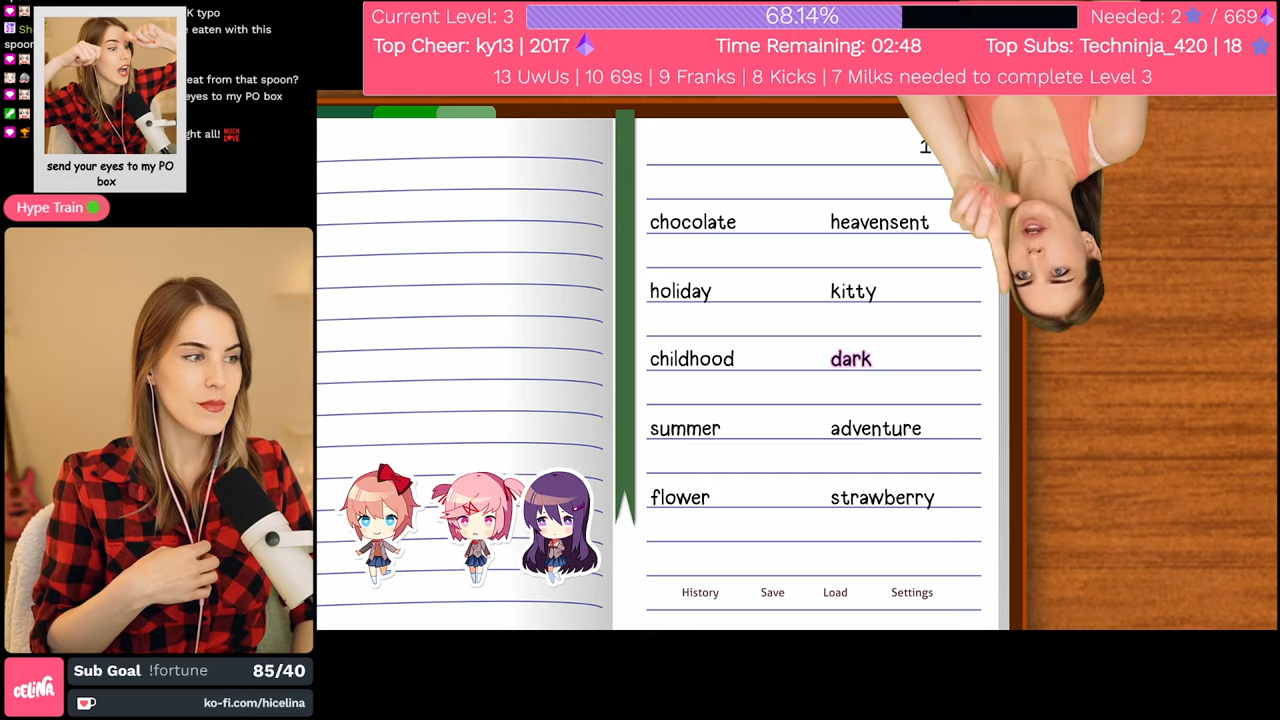 Current Level: 3
68.14%
Needed: 2 / 669
Top Cheer: ky13 | 2017
Time Remaining: 02:48
Top Subs: Techninja_420 | 18
13 UwUs | 10 69s | 9 Franks | 8 Kicks | 7 Milks needed to complete Level 3
K typo
eaten with this
spoon
eat from that spoon?
eyes to my PO box
ght all! MUCH LOVE
send your eyes to my PO
box
Hype Train
1
chocolate heavensent
holiday kitty
childhood dark
summer adventure
flower strawberry
History Save Load Settings
CELINA
Sub Goal !fortune 85/40
ko-fi.com/hicelina